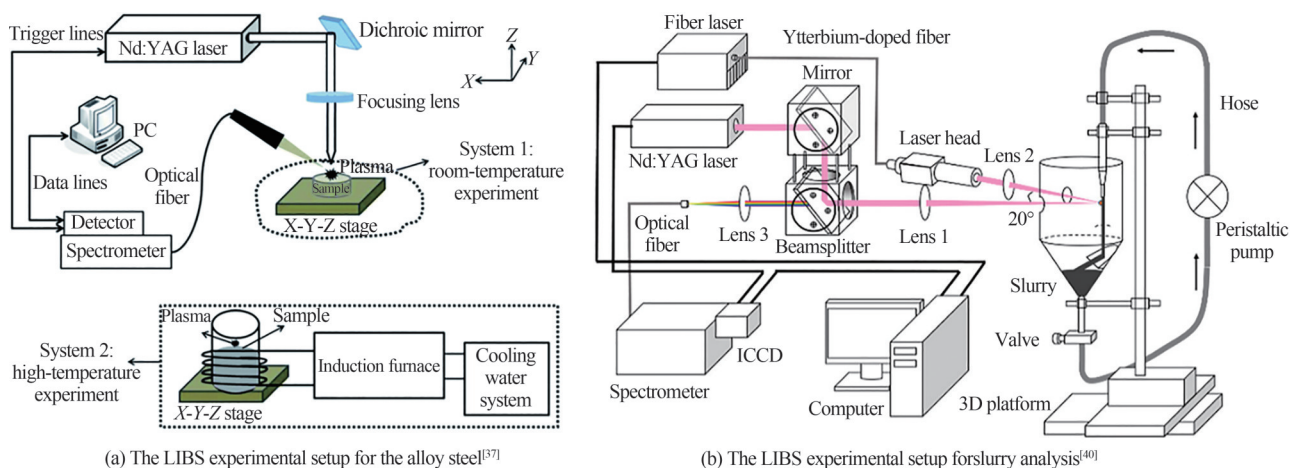 Trigger lines
Nd:YAG laser
Dichroic mirror
Z
Y
X
Focusing lens
PC
Data lines
Optical
fiber
Plasma
Sample
X-Y-Z stage
System 1:
room-temperature
experiment
Detector
Spectrometer
Plasma
Sample
System 2:
high-temperature
experiment
X-Y-Z stage
Induction furnace
Cooling
water
system
(a) The LIBS experimental setup for the alloy steel[37]
Fiber laser
Ytterbium-doped fiber
Mirror
Nd:YAG laser
Laser head
Lens 2
Hose
Optical
fiber
Lens 3
Beamsplitter
Lens 1
20°
Peristaltic
pump
Slurry
Valve
ICCD
Spectrometer
Computer
3D platform
(b) The LIBS experimental setup forslurry analysis[40]